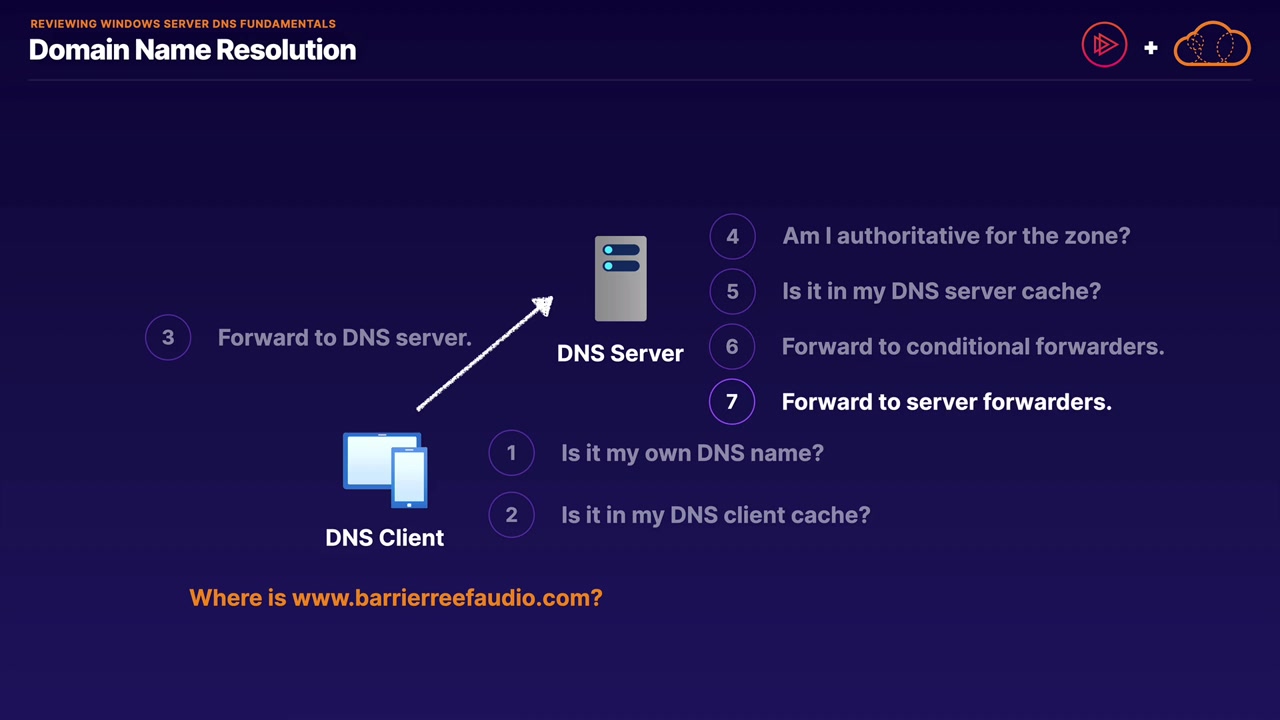 REVIEWING WINDOWS SERVER DNS FUNDAMENTALS
Domain Name Resolution
+
4 Am I authoritative for the zone?
5 Is it in my DNS server cache?
3 Forward to DNS server.
DNS Server
6 Forward to conditional forwarders.
7 Forward to server forwarders.
1 Is it my own DNS name?
2 Is it in my DNS client cache?
DNS Client
Where is www.barrierreefaudio.com?